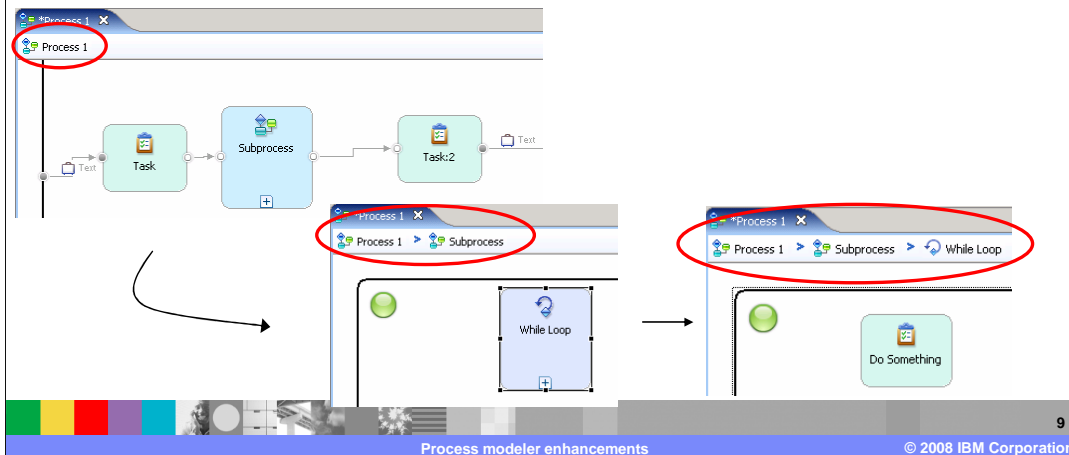 *Process 1
Process 1
Text
Task
Subprocess
Task:2
Text
*Process 1
Process 1 > Subprocess
While Loop
*Process 1
Process 1 > Subprocess > While Loop
Do Something
9
Process modeler enhancements
© 2008 IBM Corporation